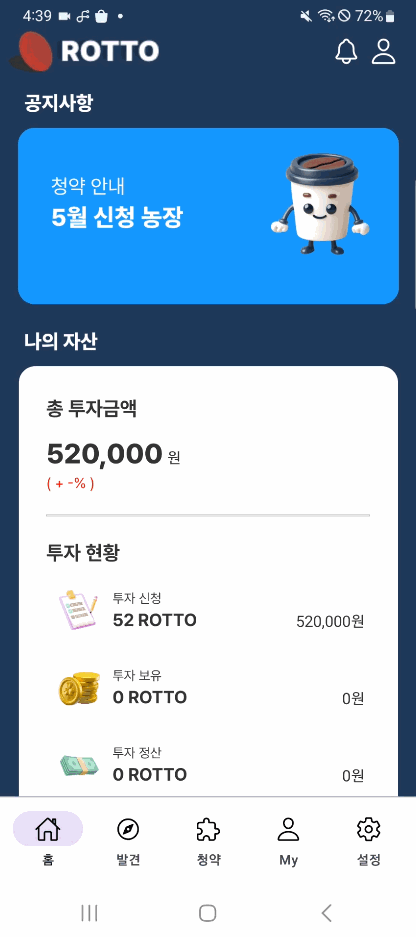 4:39
72%
ROTTO
공지사항
청약 안내
5월 신청 농장
나의 자산
총 투자금액
520,000 원
( + -% )
투자 현황
투자 신청
52 ROTTO
520,000원
투자 보유
0 ROTTO
0원
투자 정산
0 ROTTO
0원
홈
발견
청약
My
설정